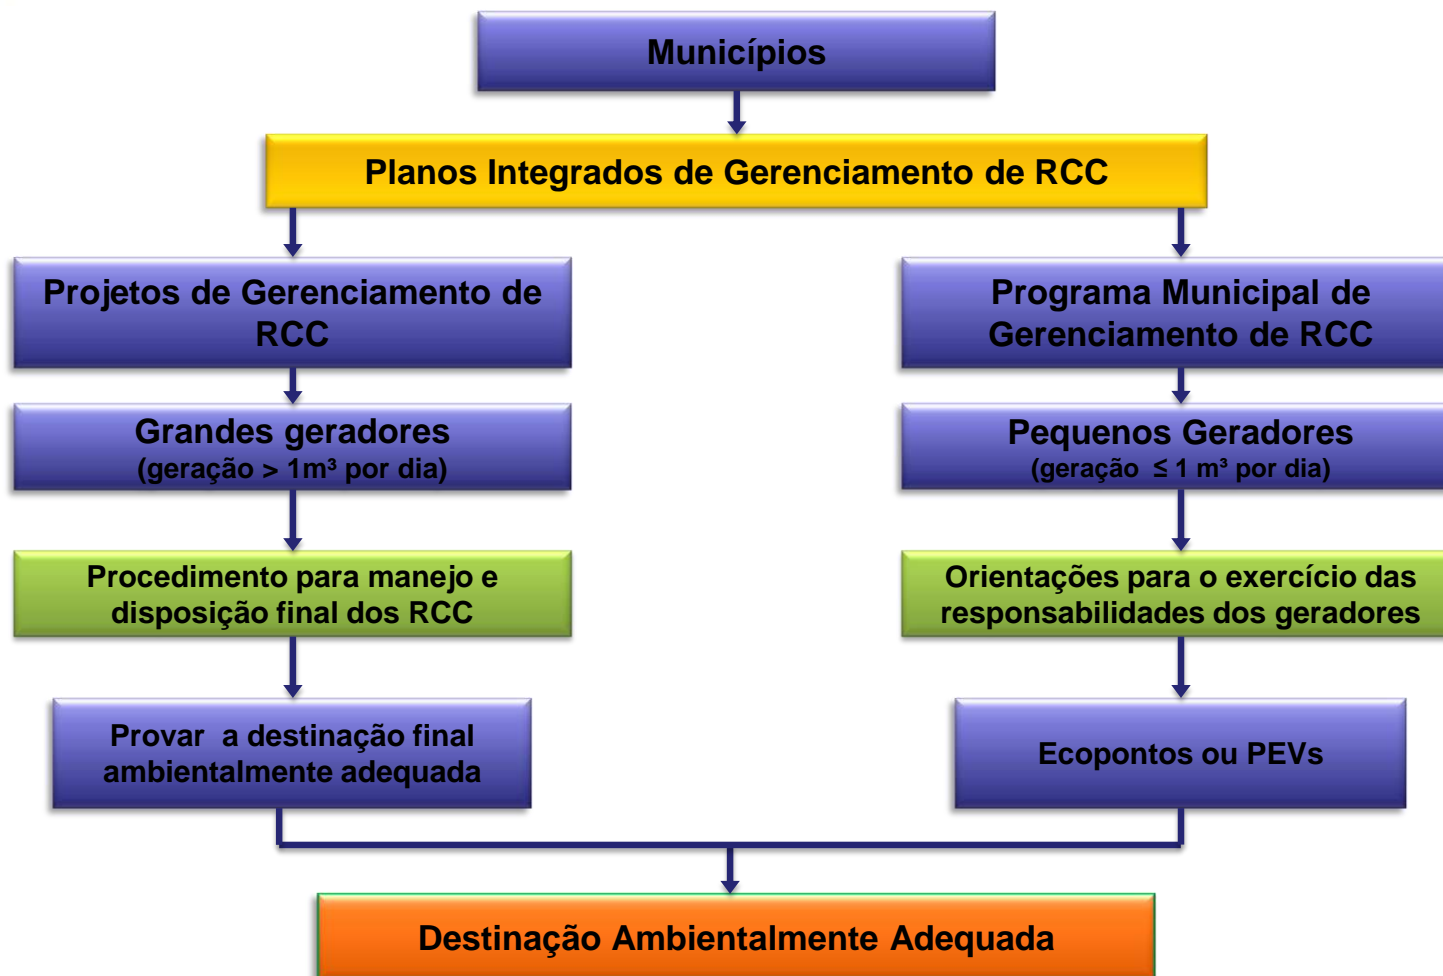 Municípios
Planos Integrados de Gerenciamento de RCC
Projetos de Gerenciamento de
RCC
Programa Municipal de
Gerenciamento de RCC
Grandes geradores
(geração > 1m³ por dia)
Pequenos Geradores
(geração ≤ 1 m³ por dia)
Procedimento para manejo e
disposição final dos RCC
Orientações para o exercício das
responsabilidades dos geradores
Provar a destinação final
ambientalmente adequada
Ecopontos ou PEVs
Destinação Ambientalmente Adequada